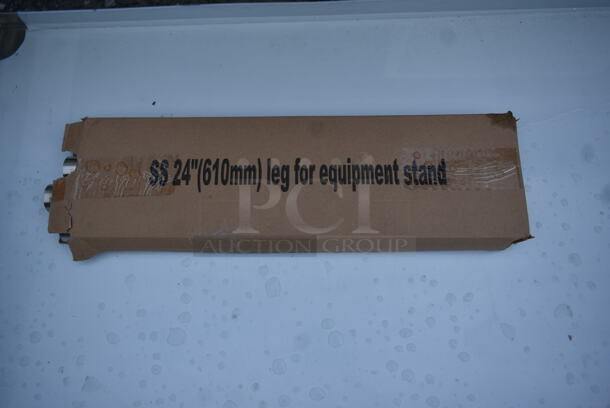 SS 24"(610mm) leg for equipment stand
PCI
AUCTION GROUP